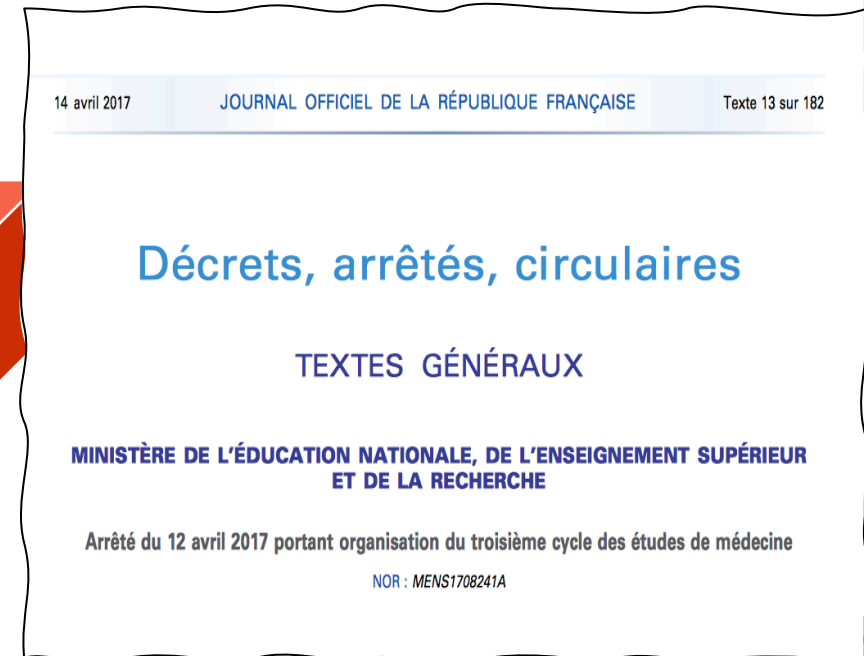 14 avril 2017 JOURNAL OFFICIEL DE LA RÉPUBLIQUE FRANÇAISE Texte 13 sur 182
Décrets, arrêtés, circulaires
TEXTES GÉNÉRAUX
MINISTÈRE DE L’ÉDUCATION NATIONALE, DE L’ENSEIGNEMENT SUPÉRIEUR
ET DE LA RECHERCHE
Arrêté du 12 avril 2017 portant organisation du troisième cycle des études de médecine
NOR : MENS1708241A